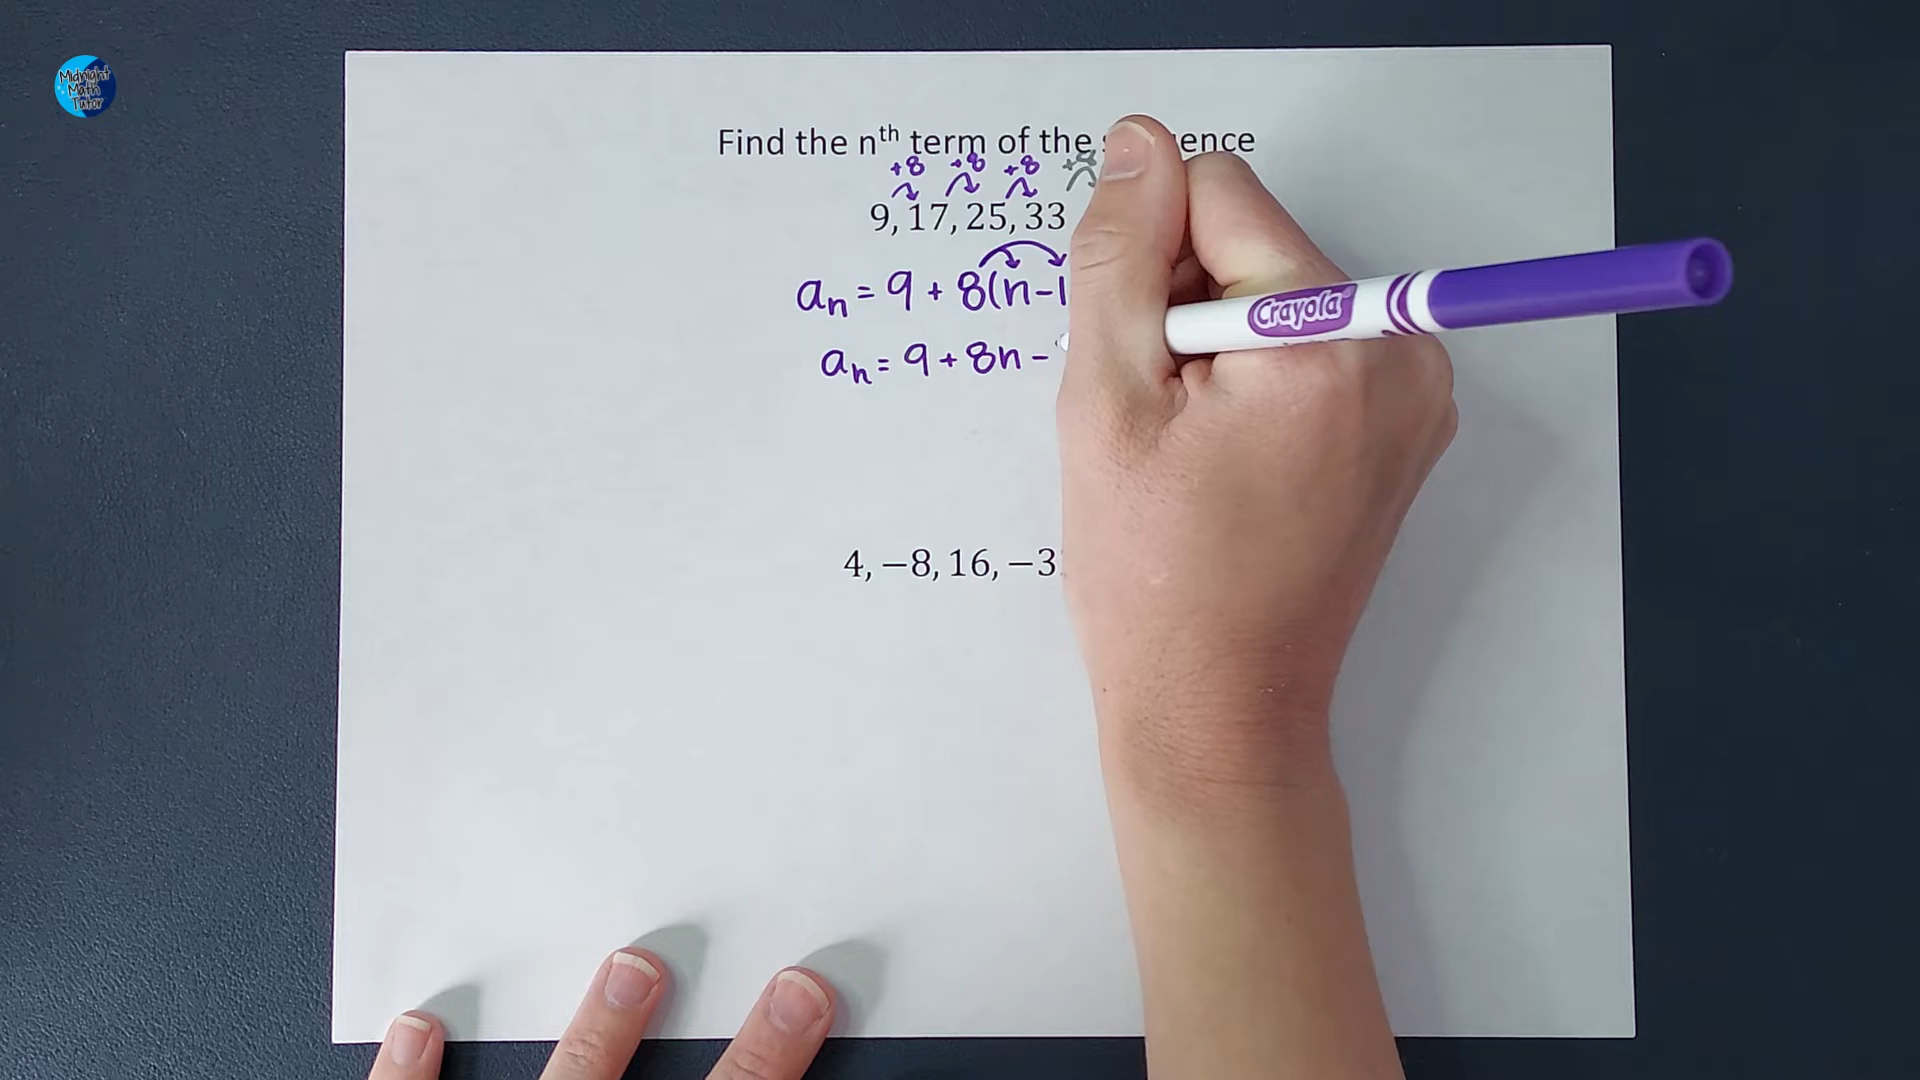 Midnight
Math
Tutor
Find the nth term of the ence
+8 +8 +8 +8
9, 17, 25, 33
an = 9 + 8(n-1
Crayola
an = 9 + 8n -
4, −8, 16, −3